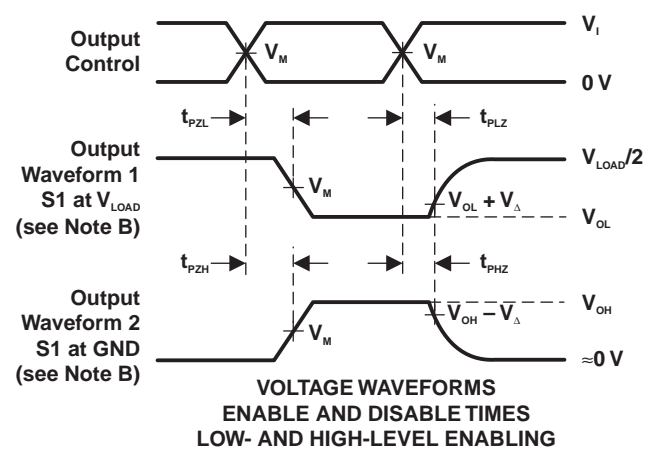 Output
Control
V_M
V_M
V_I
0 V
t_PZL
t_PLZ
Output
Waveform 1
S1 at V_LOAD
(see Note B)
V_M
V_OL + V_Δ
V_LOAD/2
V_OL
t_PZH
t_PHZ
Output
Waveform 2
S1 at GND
(see Note B)
V_M
V_OH − V_Δ
V_OH
≈0 V
VOLTAGE WAVEFORMS
ENABLE AND DISABLE TIMES
LOW- AND HIGH-LEVEL ENABLING